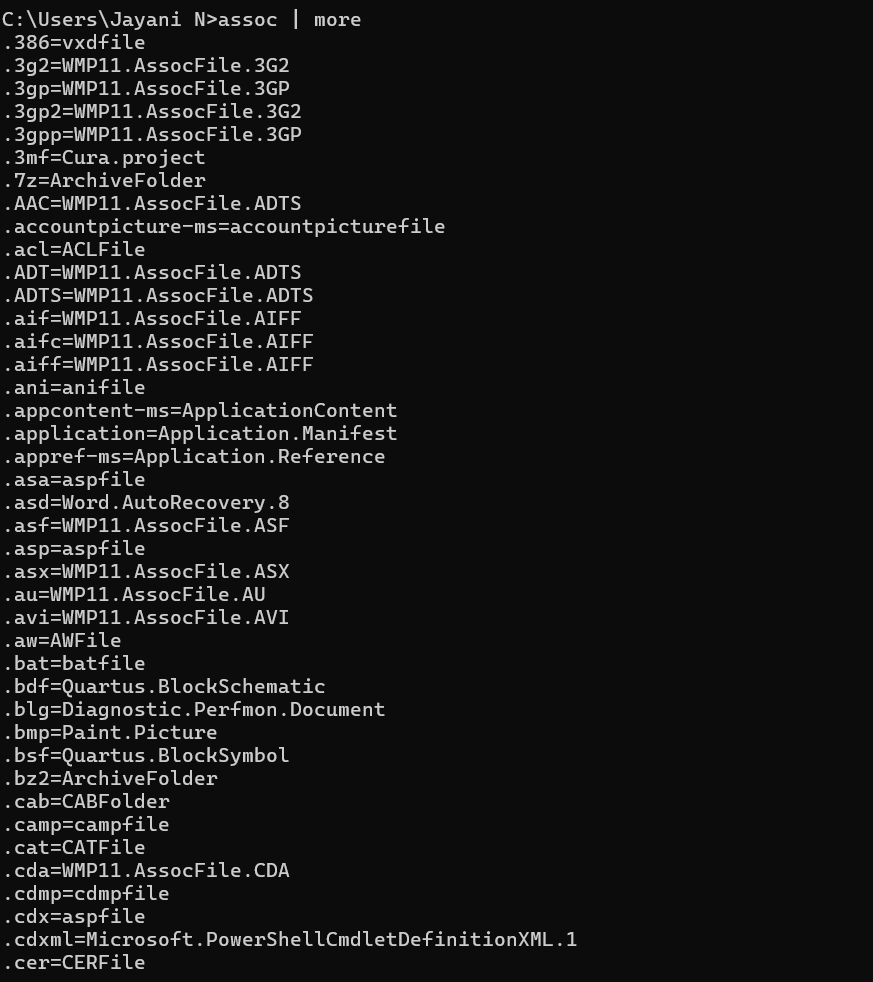 C:\Users\Jayani N>assoc | more
.386=vxdfile
.3g2=WMP11.AssocFile.3G2
.3gp=WMP11.AssocFile.3GP
.3gp2=WMP11.AssocFile.3G2
.3gpp=WMP11.AssocFile.3GP
.3mf=Cura.project
.7z=ArchiveFolder
.AAC=WMP11.AssocFile.ADTS
.accountpicture-ms=accountpicturefile
.acl=ACLFile
.ADT=WMP11.AssocFile.ADTS
.ADTS=WMP11.AssocFile.ADTS
.aif=WMP11.AssocFile.AIFF
.aifc=WMP11.AssocFile.AIFF
.aiff=WMP11.AssocFile.AIFF
.ani=anifile
.appcontent-ms=ApplicationContent
.application=Application.Manifest
.appref-ms=Application.Reference
.asa=aspfile
.asd=Word.AutoRecovery.8
.asf=WMP11.AssocFile.ASF
.asp=aspfile
.asx=WMP11.AssocFile.ASX
.au=WMP11.AssocFile.AU
.avi=WMP11.AssocFile.AVI
.aw=AWFile
.bat=batfile
.bdf=Quartus.BlockSchematic
.blg=Diagnostic.Perfmon.Document
.bmp=Paint.Picture
.bsf=Quartus.BlockSymbol
.bz2=ArchiveFolder
.cab=CABFolder
.camp=campfile
.cat=CATFile
.cda=WMP11.AssocFile.CDA
.cdmp=cdmpfile
.cdx=aspfile
.cdxml=Microsoft.PowerShellCmdletDefinitionXML.1
.cer=CERFile